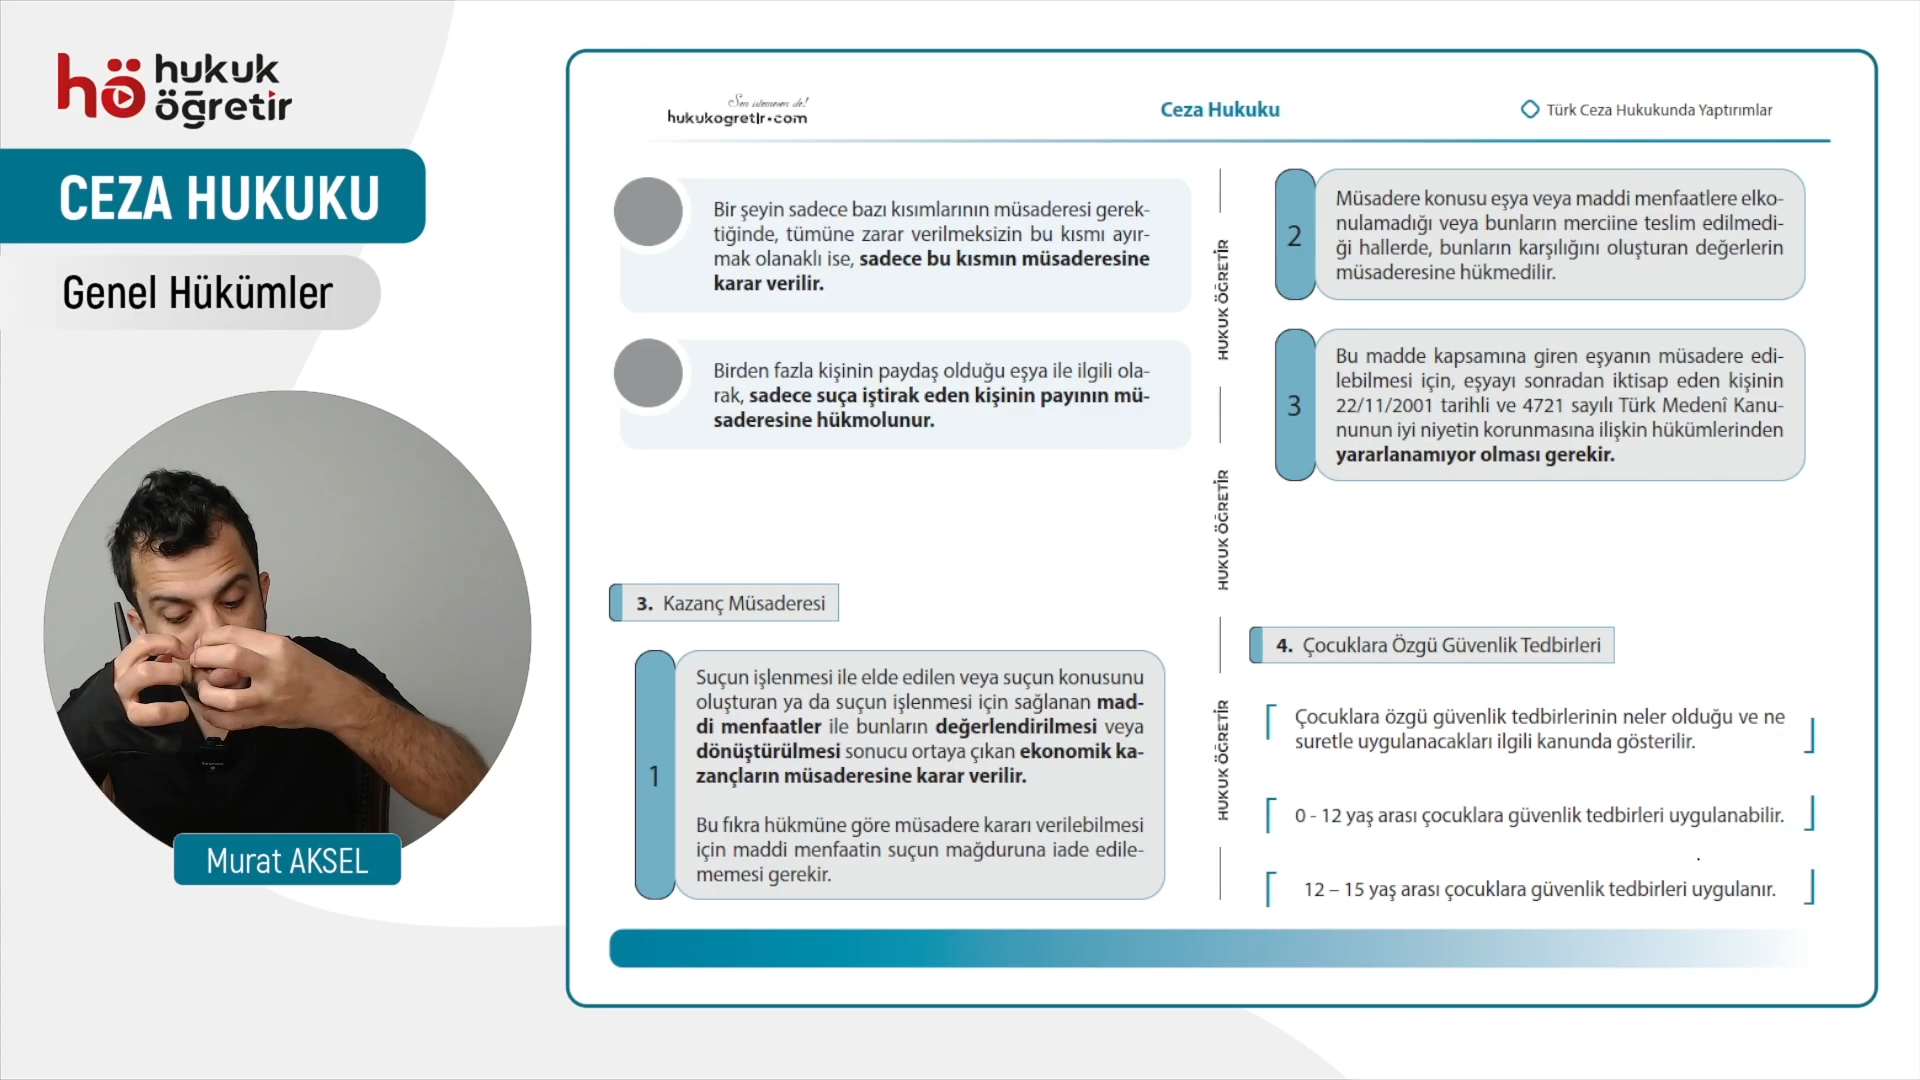 hö hukuk
öğretir
CEZA HUKUKU
Genel Hükümler
Murat AKSEL
Sen istemesen de!
hukukogretir.com
Ceza Hukuku
Türk Ceza Hukukunda Yaptırımlar
Bir şeyin sadece bazı kısımlarının müsaderesi gerek-
tiğinde, tümüne zarar verilmeksizin bu kısmı ayır-
mak olanaklı ise, sadece bu kısmın müsaderesine
karar verilir.
Birden fazla kişinin paydaş olduğu eşya ile ilgili ola-
rak, sadece suça iştirak eden kişinin payının mü-
saderesine hükmolunur.
3. Kazanç Müsaderesi
1
Suçun işlenmesi ile elde edilen veya suçun konusunu
oluşturan ya da suçun işlenmesi için sağlanan mad-
di menfaatler ile bunların değerlendirilmesi veya
dönüştürülmesi sonucu ortaya çıkan ekonomik ka-
zançların müsaderesine karar verilir.
Bu fıkra hükmüne göre müsadere kararı verilebilmesi
için maddi menfaatin suçun mağduruna iade edile-
memesi gerekir.
HUKUK ÖĞRETİR
HUKUK ÖĞRETİR
HUKUK ÖĞRETİR
2
Müsadere konusu eşya veya maddi menfaatlere elko-
nulamadığı veya bunların merciine teslim edilmedi-
ği hallerde, bunların karşılığını oluşturan değerlerin
müsaderesine hükmedilir.
3
Bu madde kapsamına giren eşyanın müsadere edi-
lebilmesi için, eşyayı sonradan iktisap eden kişinin
22/11/2001 tarihli ve 4721 sayılı Türk Medenî Kanu-
nunun iyi niyetin korunmasına ilişkin hükümlerinden
yararlanamıyor olması gerekir.
4. Çocuklara Özgü Güvenlik Tedbirleri
Çocuklara özgü güvenlik tedbirlerinin neler olduğu ve ne
suretle uygulanacakları ilgili kanunda gösterilir.
0 - 12 yaş arası çocuklara güvenlik tedbirleri uygulanabilir.
12 – 15 yaş arası çocuklara güvenlik tedbirleri uygulanır.